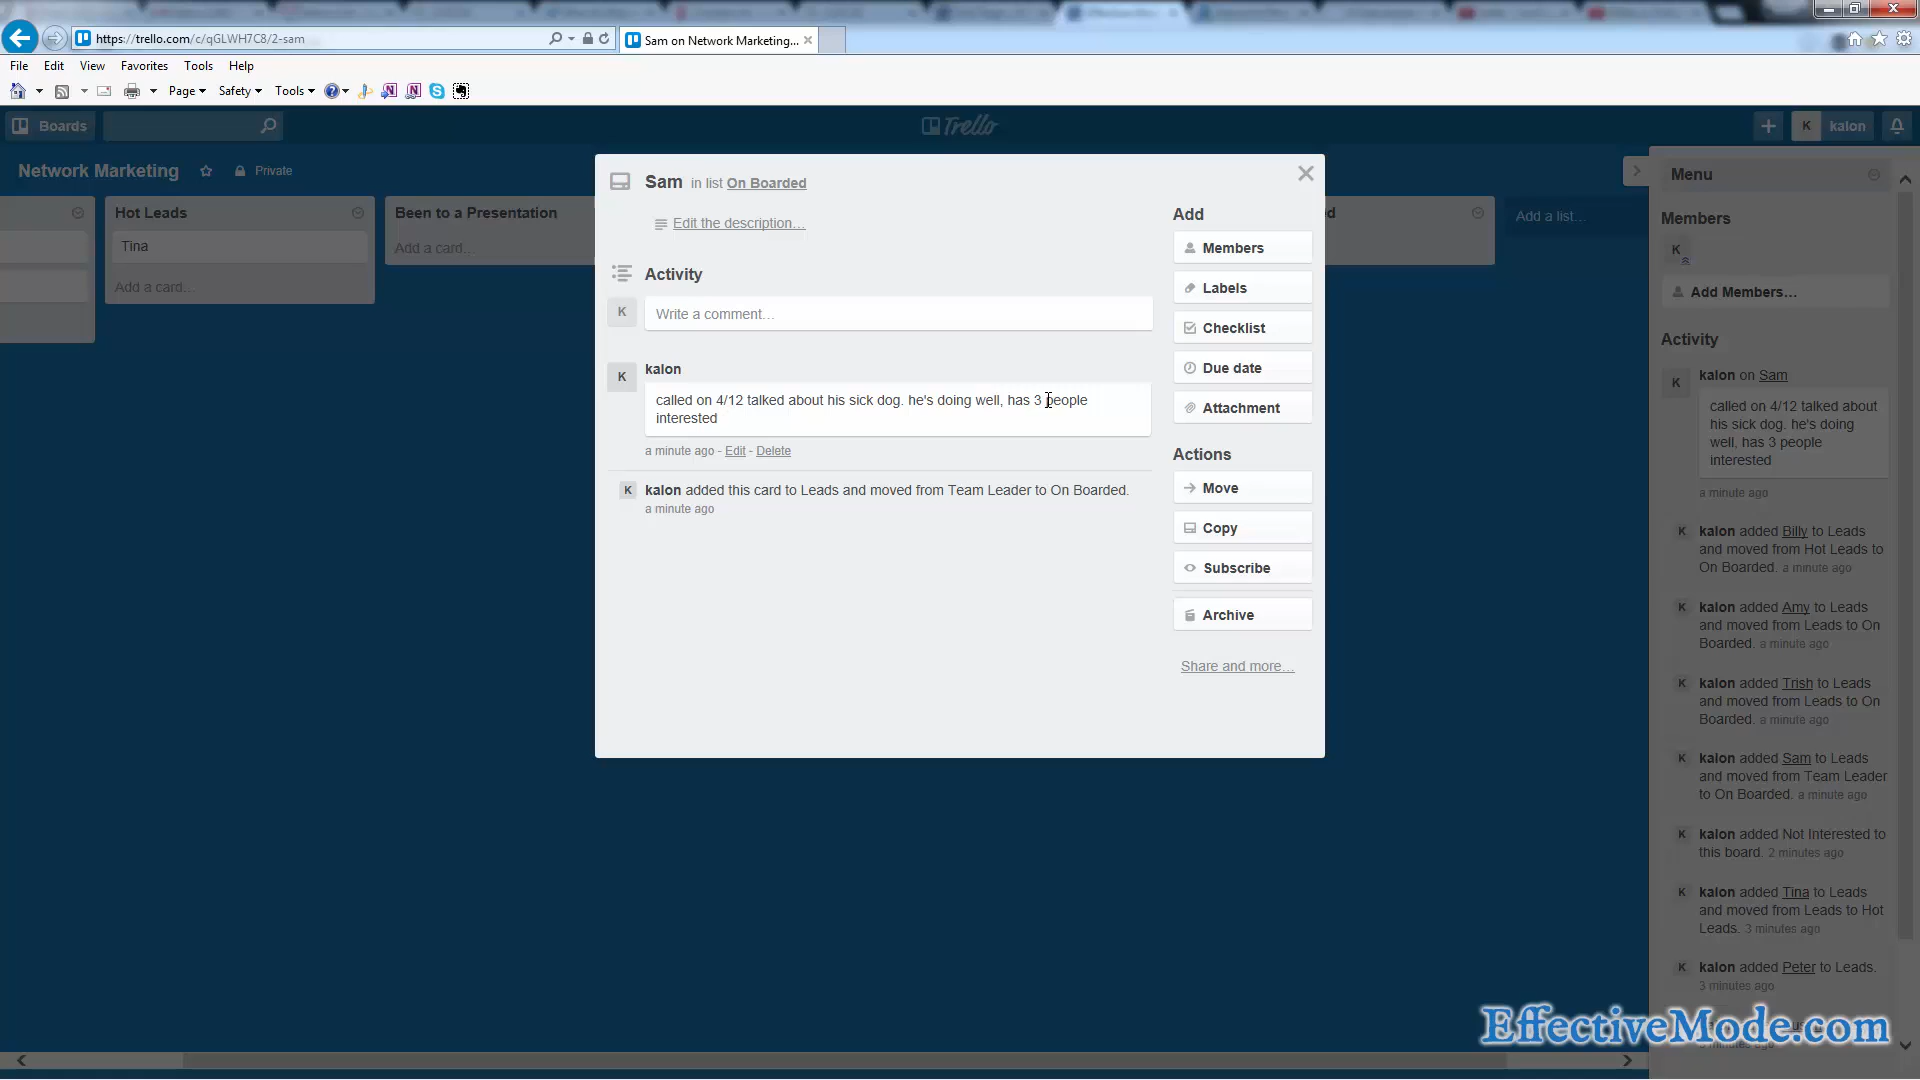 https://trello.com/c/qGLWH7C8/2-sam
Sam on Network Marketing...
File Edit View Favorites Tools Help
Page Safety Tools
Boards
Trello
K kalon
Network Marketing Private
Hot Leads
Tina
Add a card...
Been to a Presentation
Add a card...
Sam in list On Boarded
Edit the description...
Activity
K
Write a comment...
K
kalon
called on 4/12 talked about his sick dog. he's doing well, has 3 people
interested
a minute ago - Edit - Delete
K kalon added this card to Leads and moved from Team Leader to On Boarded.
a minute ago
Add
Members
Labels
Checklist
Due date
Attachment
Actions
Move
Copy
Subscribe
Archive
Share and more...
Add a list...
Menu
Members
K
Add Members...
Activity
K kalon on Sam
called on 4/12 talked about
his sick dog. he's doing
well, has 3 people
interested
a minute ago
K kalon added Billy to Leads
and moved from Hot Leads to
On Boarded. a minute ago
K kalon added Amy to Leads
and moved from Leads to On
Boarded. a minute ago
K kalon added Trish to Leads
and moved from Leads to On
Boarded. a minute ago
K kalon added Sam to Leads
and moved from Team Leader
to On Boarded. a minute ago
K kalon added Not Interested to
this board. 2 minutes ago
K kalon added Tina to Leads
and moved from Leads to Hot
Leads. 3 minutes ago
K kalon added Peter to Leads.
3 minutes ago
EffectiveMode.com